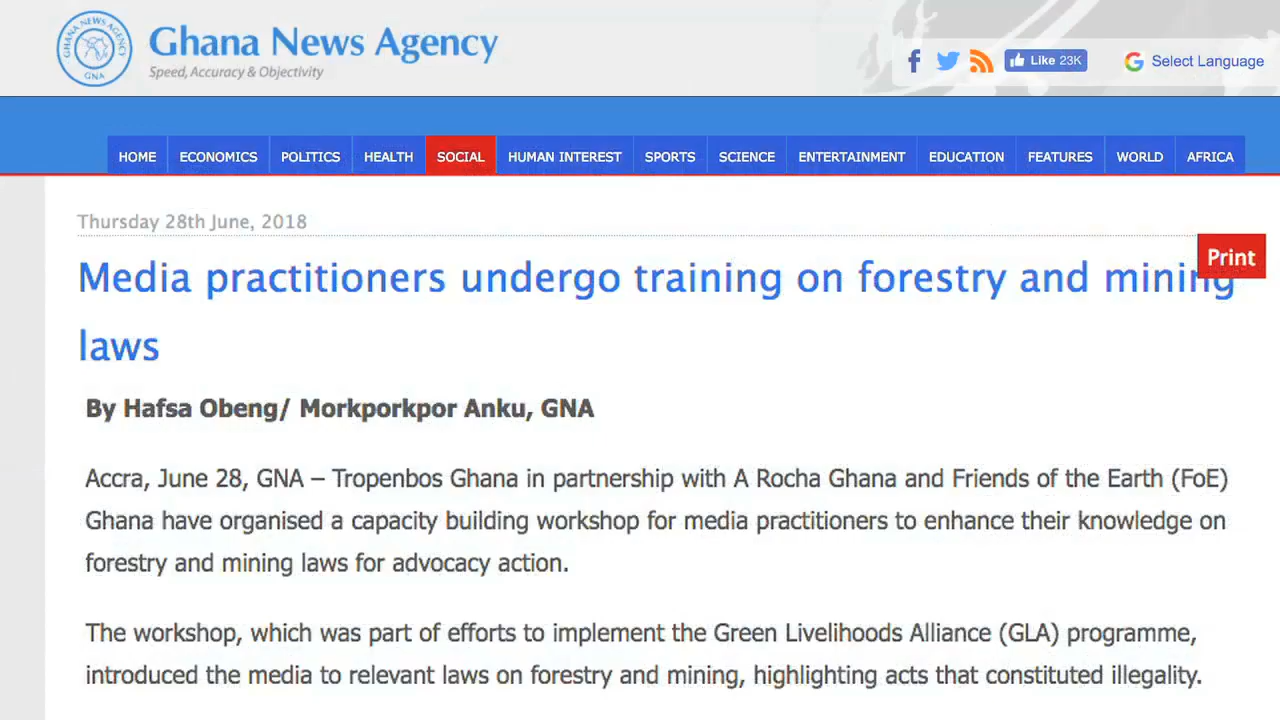 GHANA NEWS AGENCY
GNA
Ghana News Agency
Speed, Accuracy & Objectivity
Like 23K
G Select Language
HOME ECONOMICS POLITICS HEALTH SOCIAL HUMAN INTEREST SPORTS SCIENCE ENTERTAINMENT EDUCATION FEATURES WORLD AFRICA
Thursday 28th June, 2018
Print
Media practitioners undergo training on forestry and mining
laws
By Hafsa Obeng/ Morkporkpor Anku, GNA
Accra, June 28, GNA – Tropenbos Ghana in partnership with A Rocha Ghana and Friends of the Earth (FoE)
Ghana have organised a capacity building workshop for media practitioners to enhance their knowledge on
forestry and mining laws for advocacy action.
The workshop, which was part of efforts to implement the Green Livelihoods Alliance (GLA) programme,
introduced the media to relevant laws on forestry and mining, highlighting acts that constituted illegality.